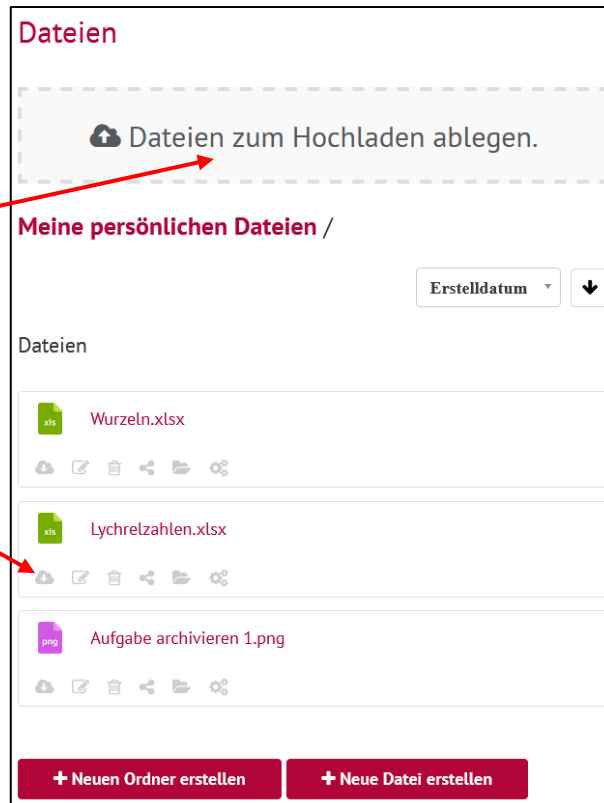 Dateien
Dateien zum Hochladen ablegen.
Meine persönlichen Dateien /
Erstelldatum
Dateien
xls Wurzeln.xlsx
xls Lychrelzahlen.xlsx
png Aufgabe archivieren 1.png
+ Neuen Ordner erstellen + Neue Datei erstellen